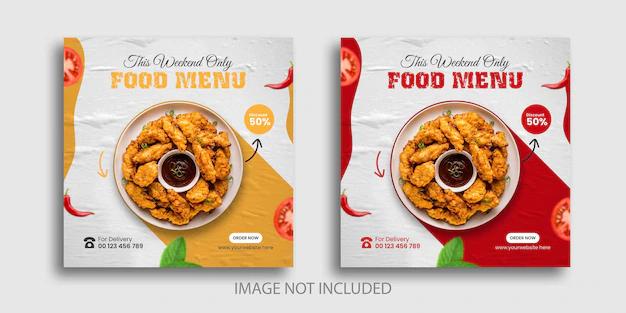 This Weekend Only
FOOD MENU
Discount
50%
For Delivery
00 123 456 789
ORDER NOW
www.yourwebsite.com
This Weekend Only
FOOD MENU
Discount
50%
For Delivery
00 123 456 789
ORDER NOW
www.yourwebsite here
IMAGE NOT INCLUDED